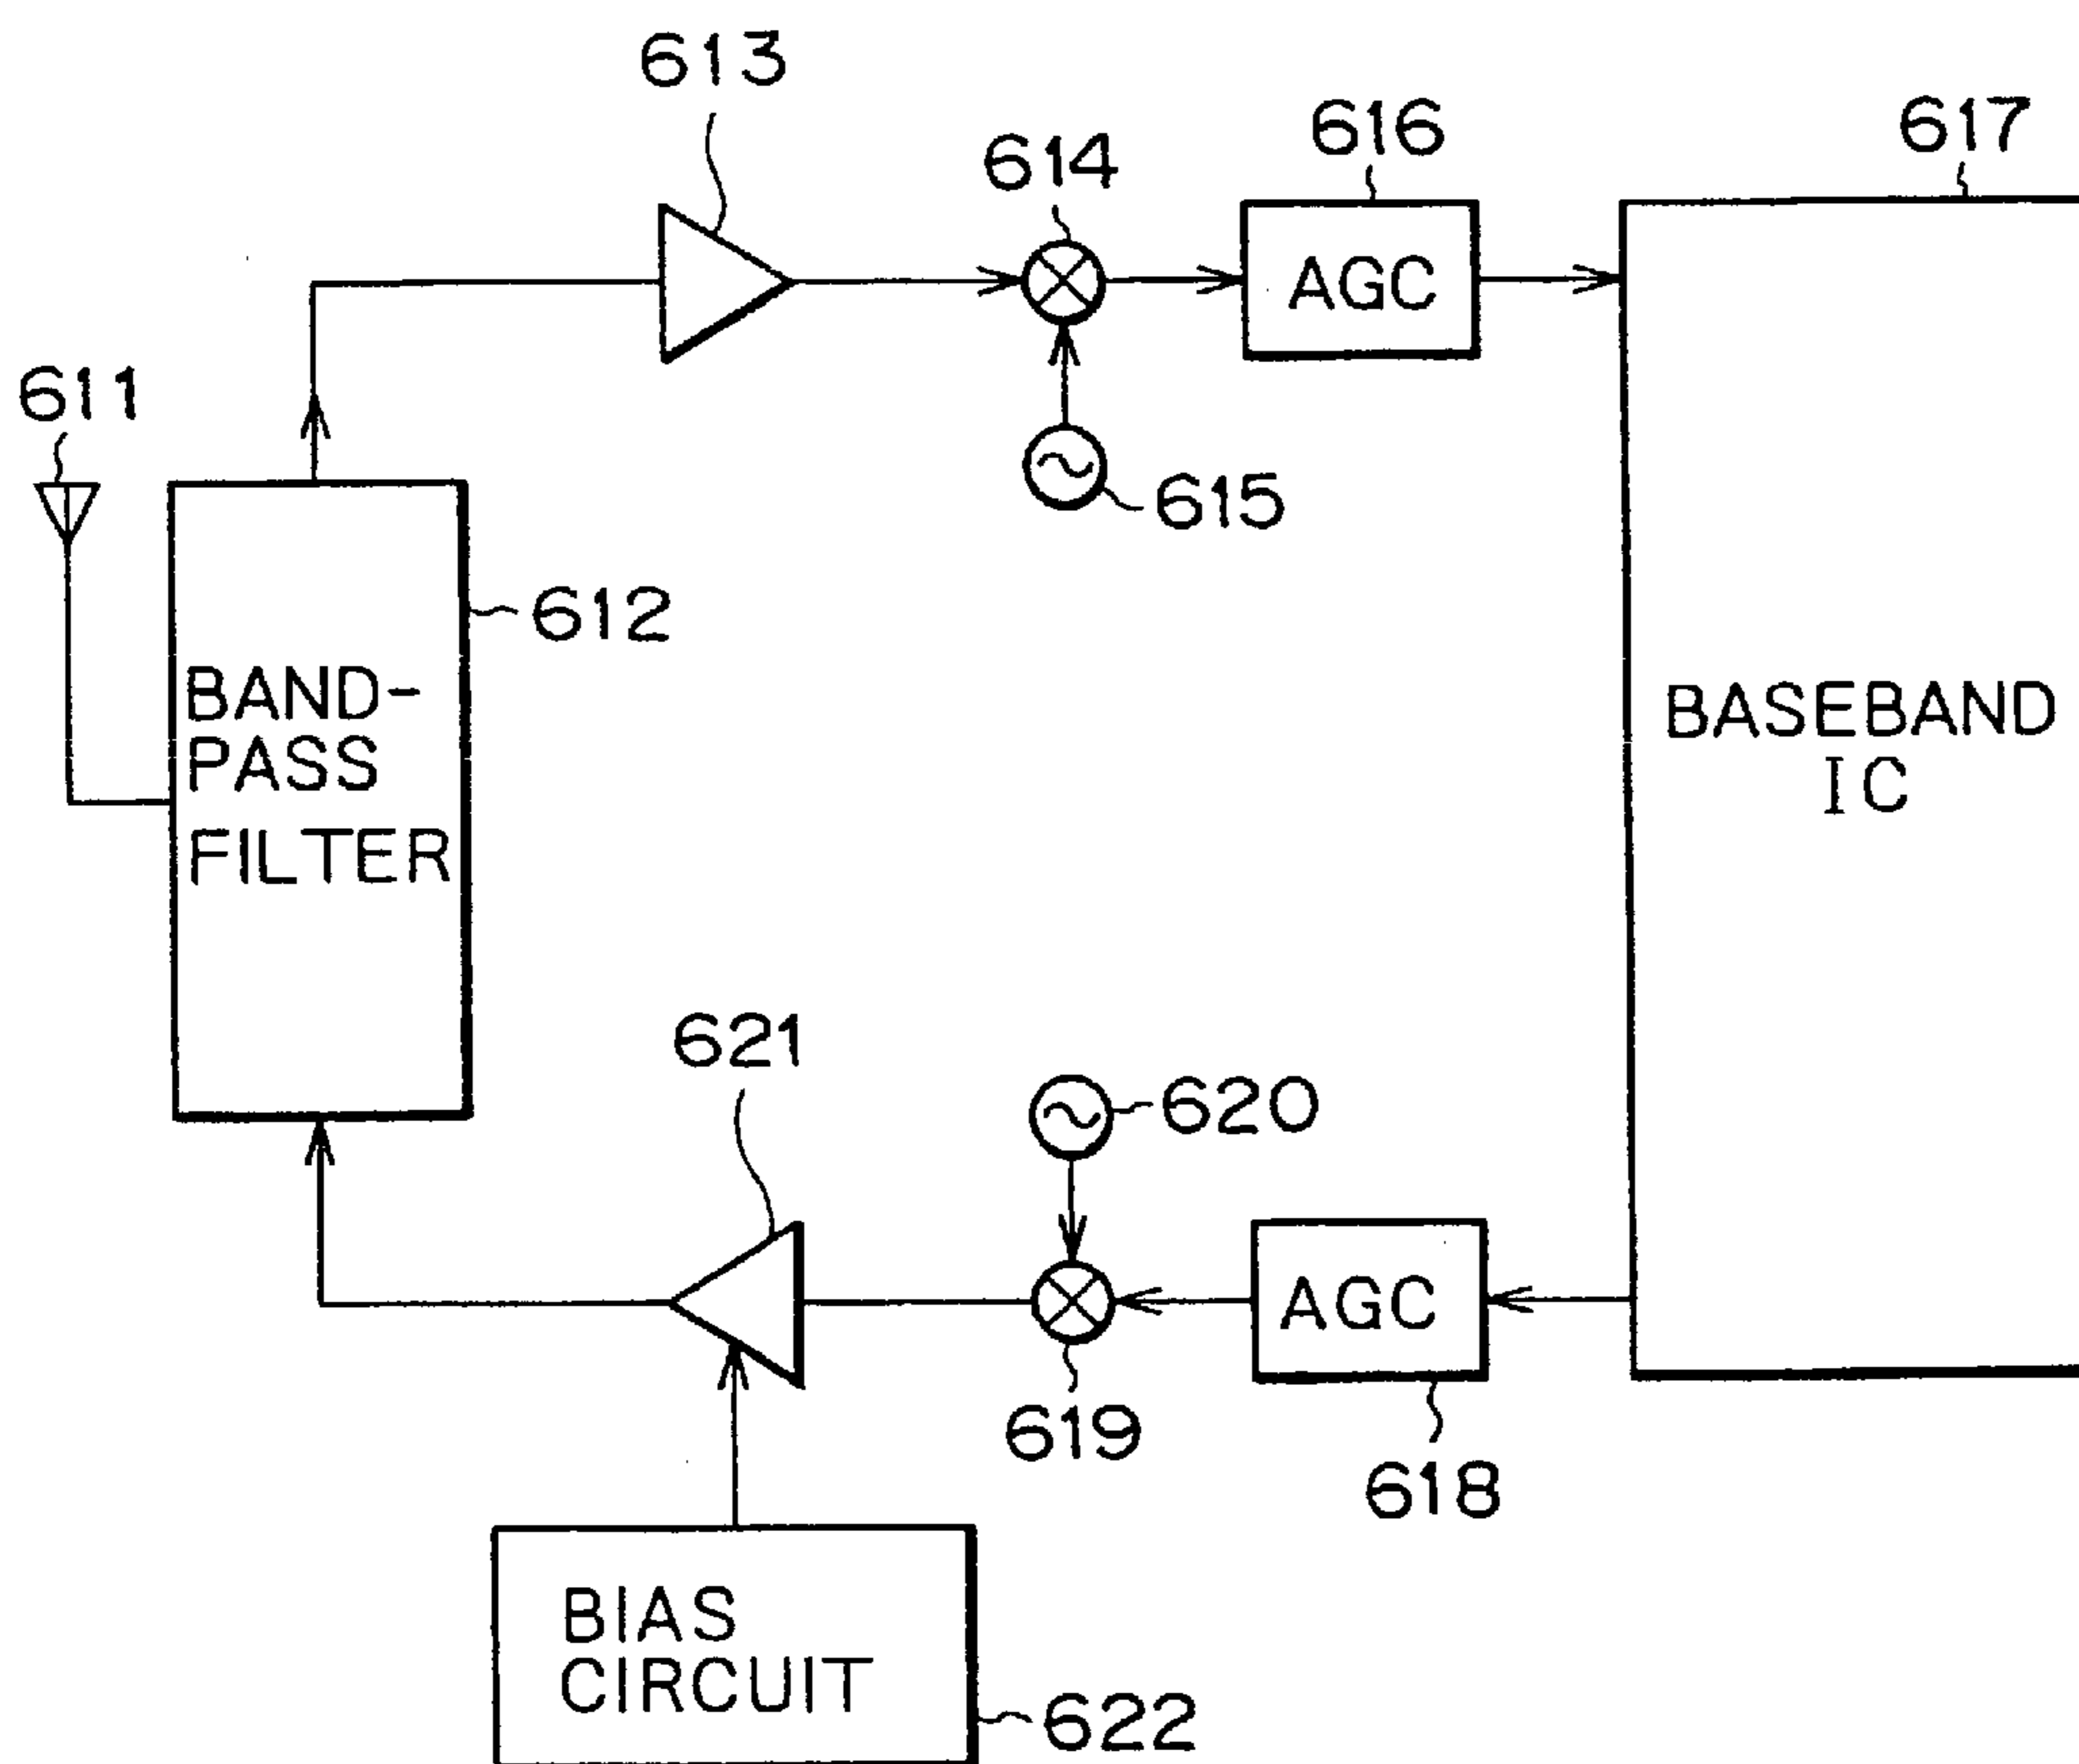 613
614
616
617
AGC
611
615
612
BAND-
PASS
FILTER
BASEBAND
IC
621
620
AGC
619
618
BIAS
CIRCUIT
622